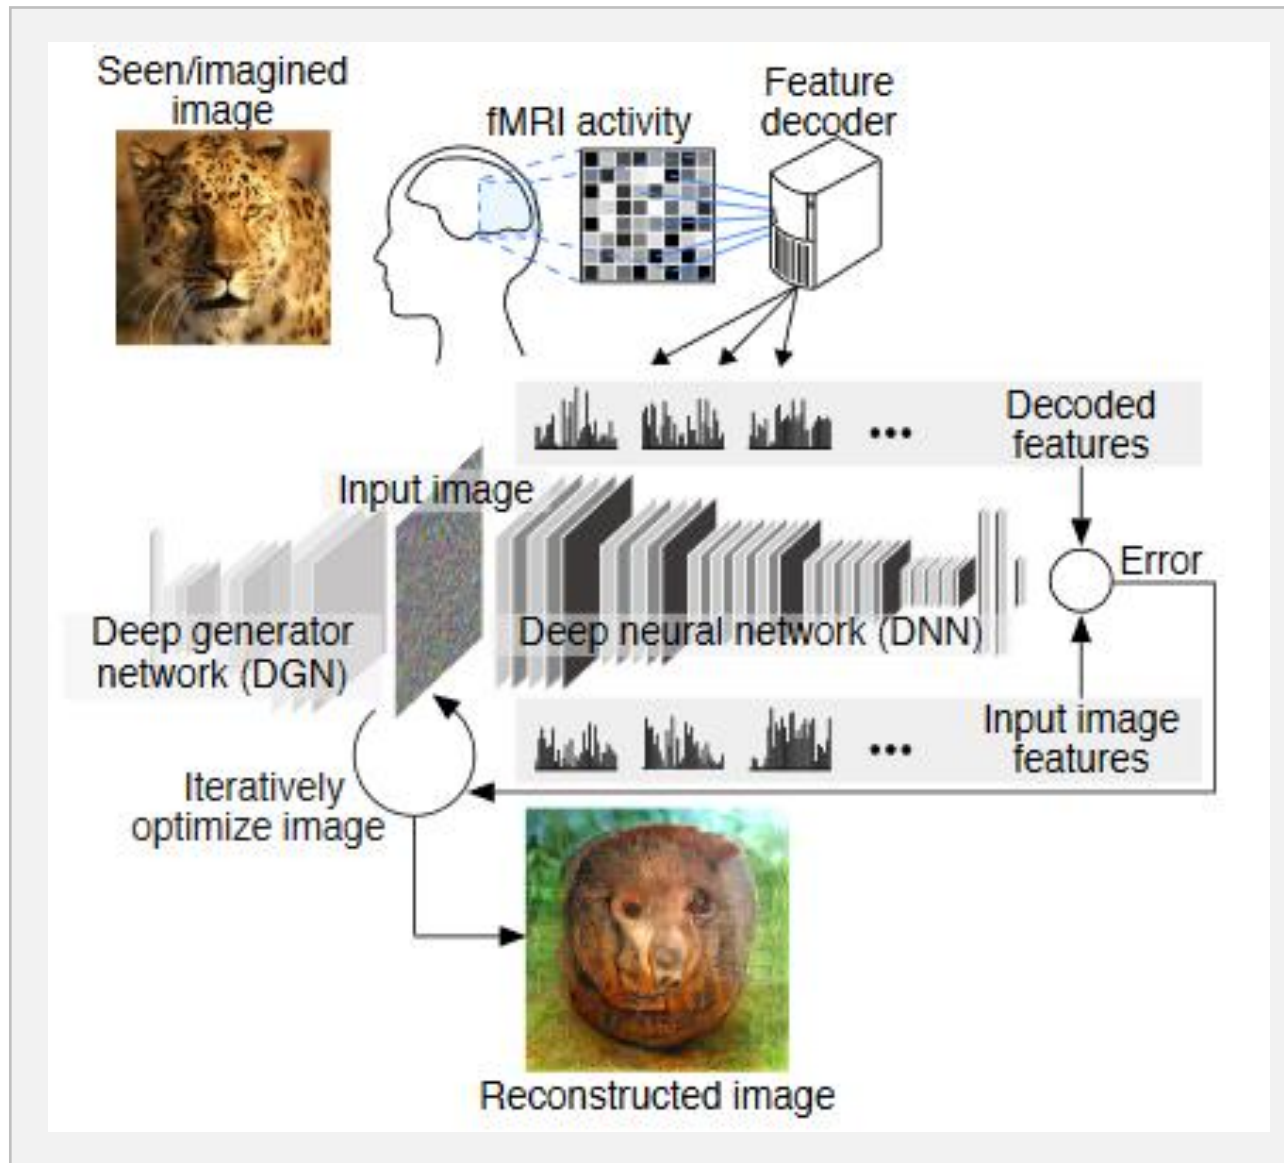 Seen/imagined
image
fMRI activity
Feature
decoder
Decoded
features
Input image
Error
Deep generator
network (DGN)
Deep neural network (DNN)
Input image
features
Iteratively
optimize image
Reconstructed image